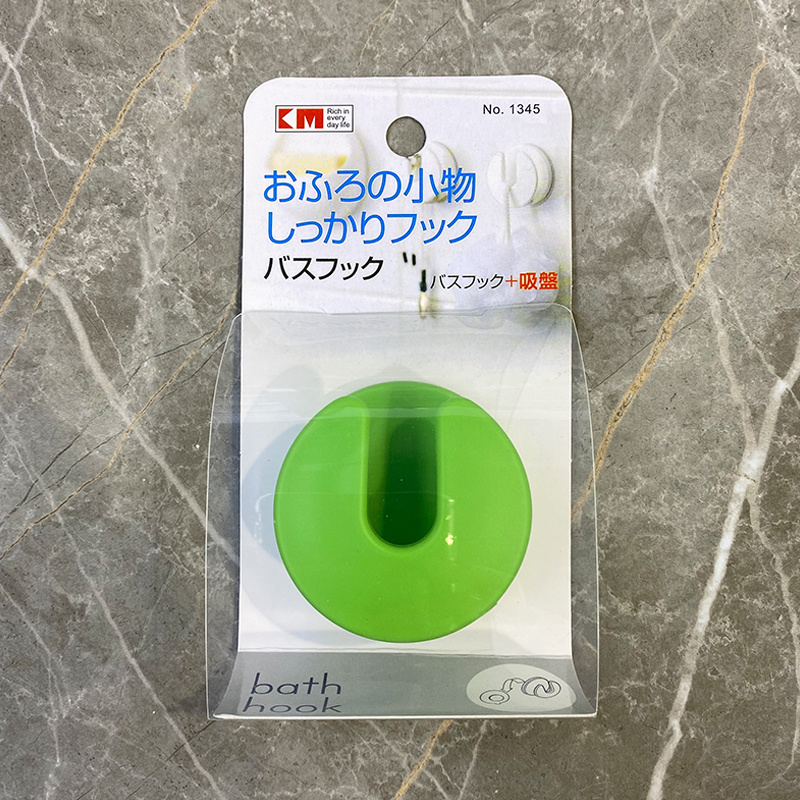 KM
Rich in
every
day life
No. 1345
おふろの小物
しっかりフック
バスフック
バスフック+吸盤
bath
hook